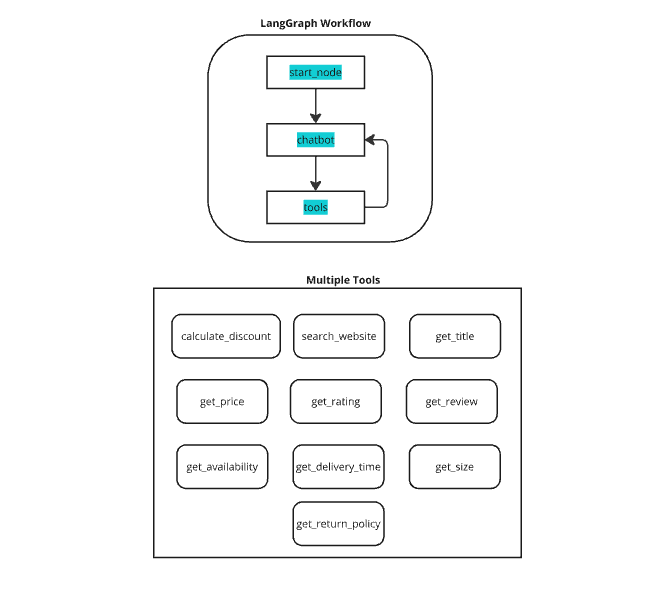 LangGraph Workflow
start_node
chatbot
tools
Multiple Tools
calculate_discount
search_website
get_title
get_price
get_rating
get_review
get_availability
get_delivery_time
get_size
get_return_policy